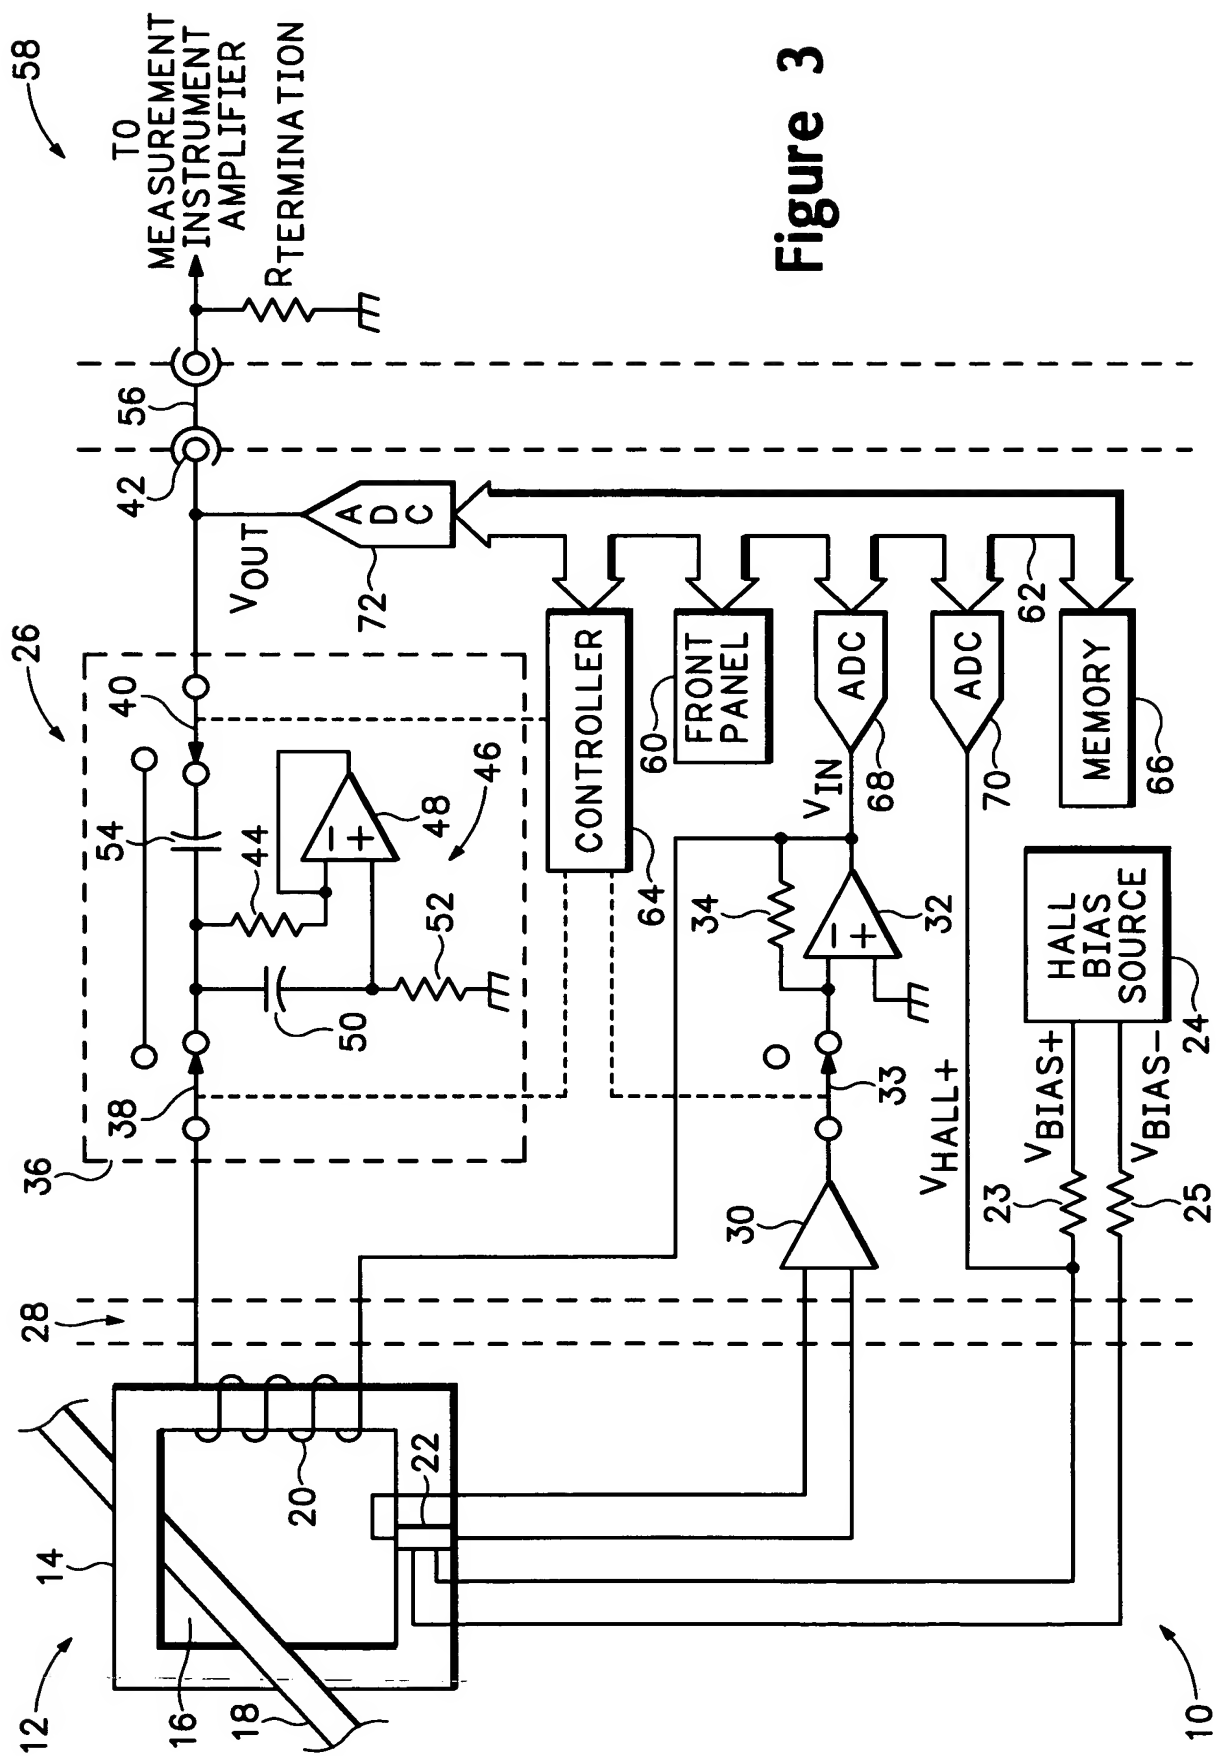 58
TO
MEASUREMENT
INSTRUMENT
AMPLIFIER
RTERMINATION
Figure 3
56
42
VOUT
ADC
72
26
40
54
44
48
46
50
52
38
36
CONTROLLER
64
FRONT
PANEL
60
ADC
68
VIN
ADC
70
62
MEMORY
66
34
32
33
30
HALL
BIAS
SOURCE
24
VHALL+
VBIAS+
VBIAS-
23
25
28
20
22
14
16
18
12
10